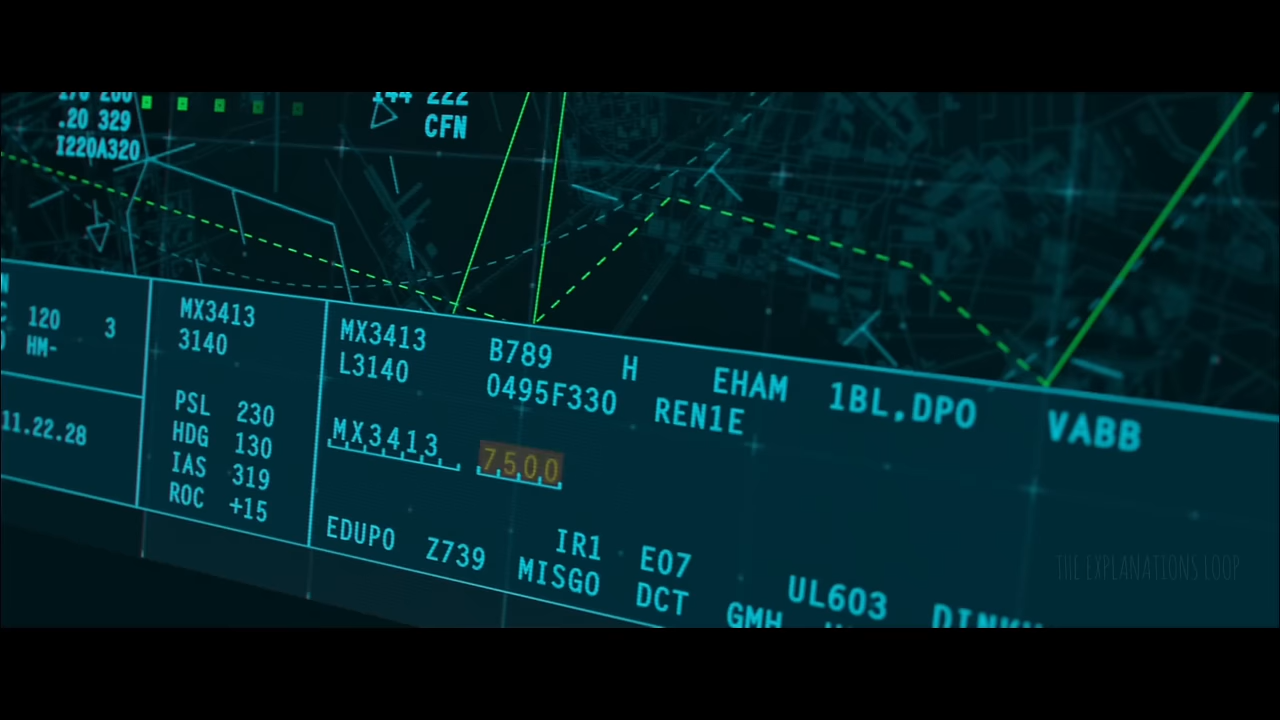 .20 329
I220A320
144 222
CFN
120 3
HM-
11.22.28
MX3413
3140
PSL 230
HDG 130
IAS 319
ROC +15
MX3413 B789 H EHAM 1BL,DPO VABB
L3140 0495F330 REN1E
MX3413 7500
EDUPO Z739 IR1 E07 UL603
MISGO DCT GMH
THE EXPLANATIONS LOOP